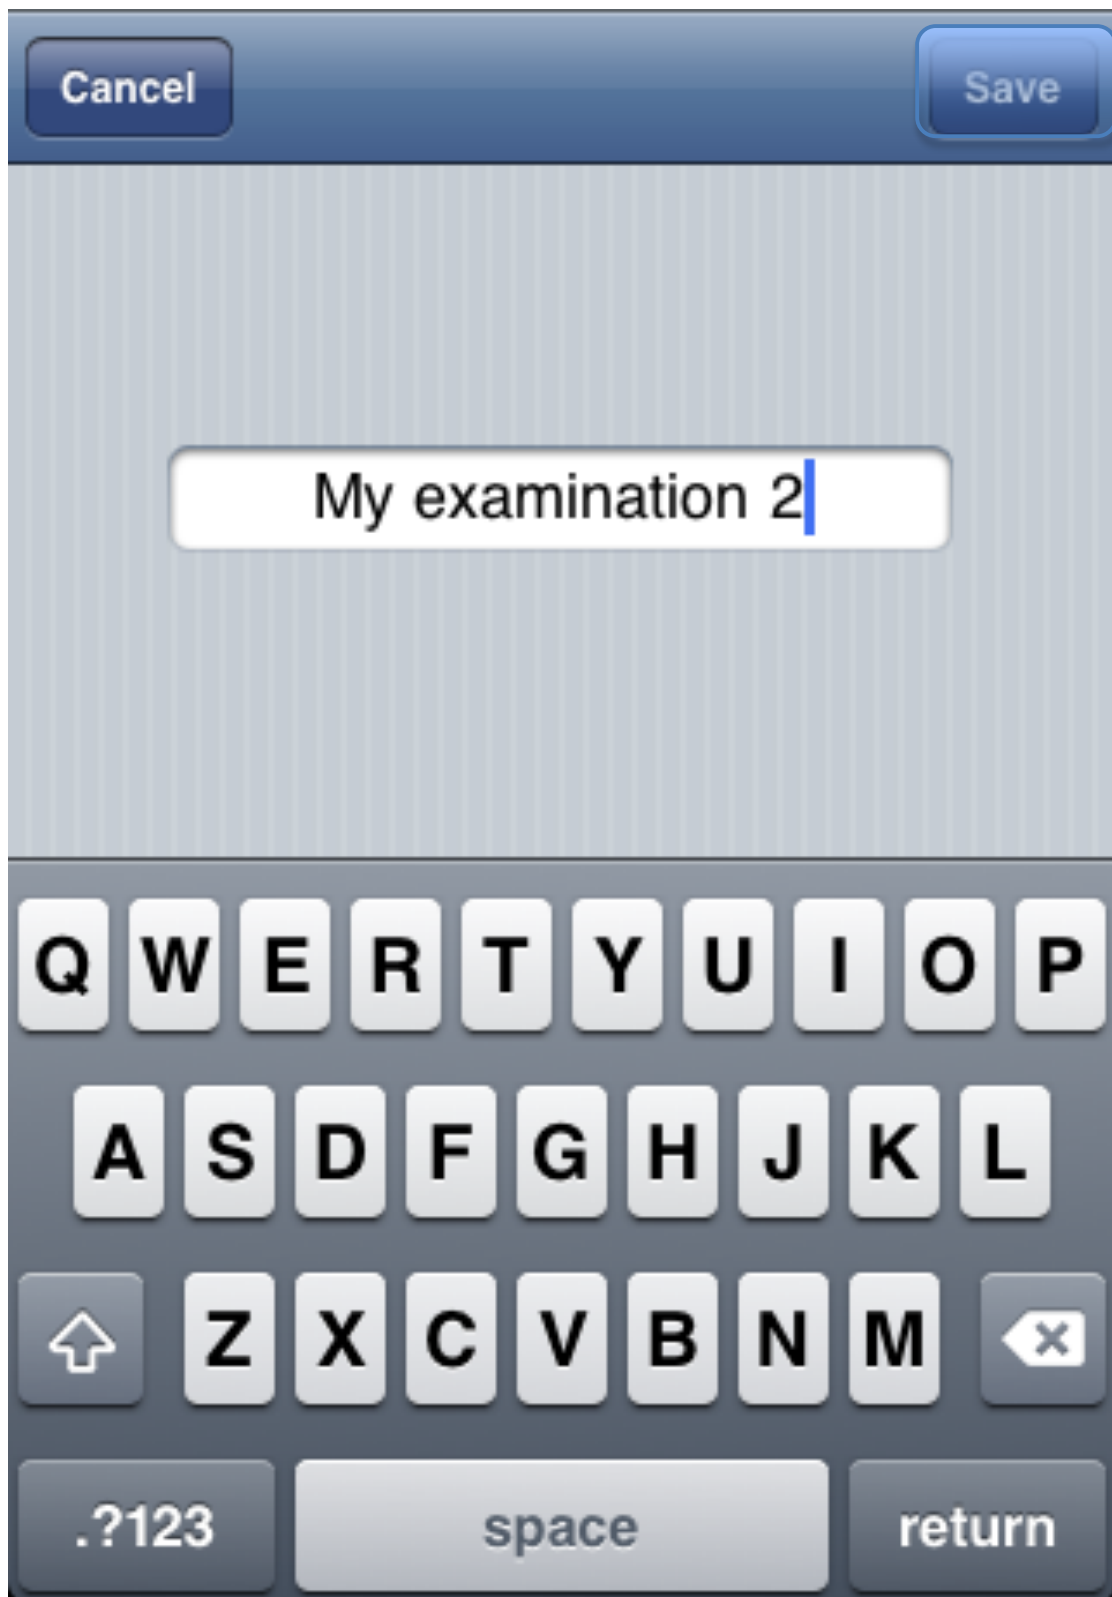 Cancel Save
My examination 2
Q W E R T Y U I O P
A S D F G H J K L
Z X C V B N M
.?123 space return